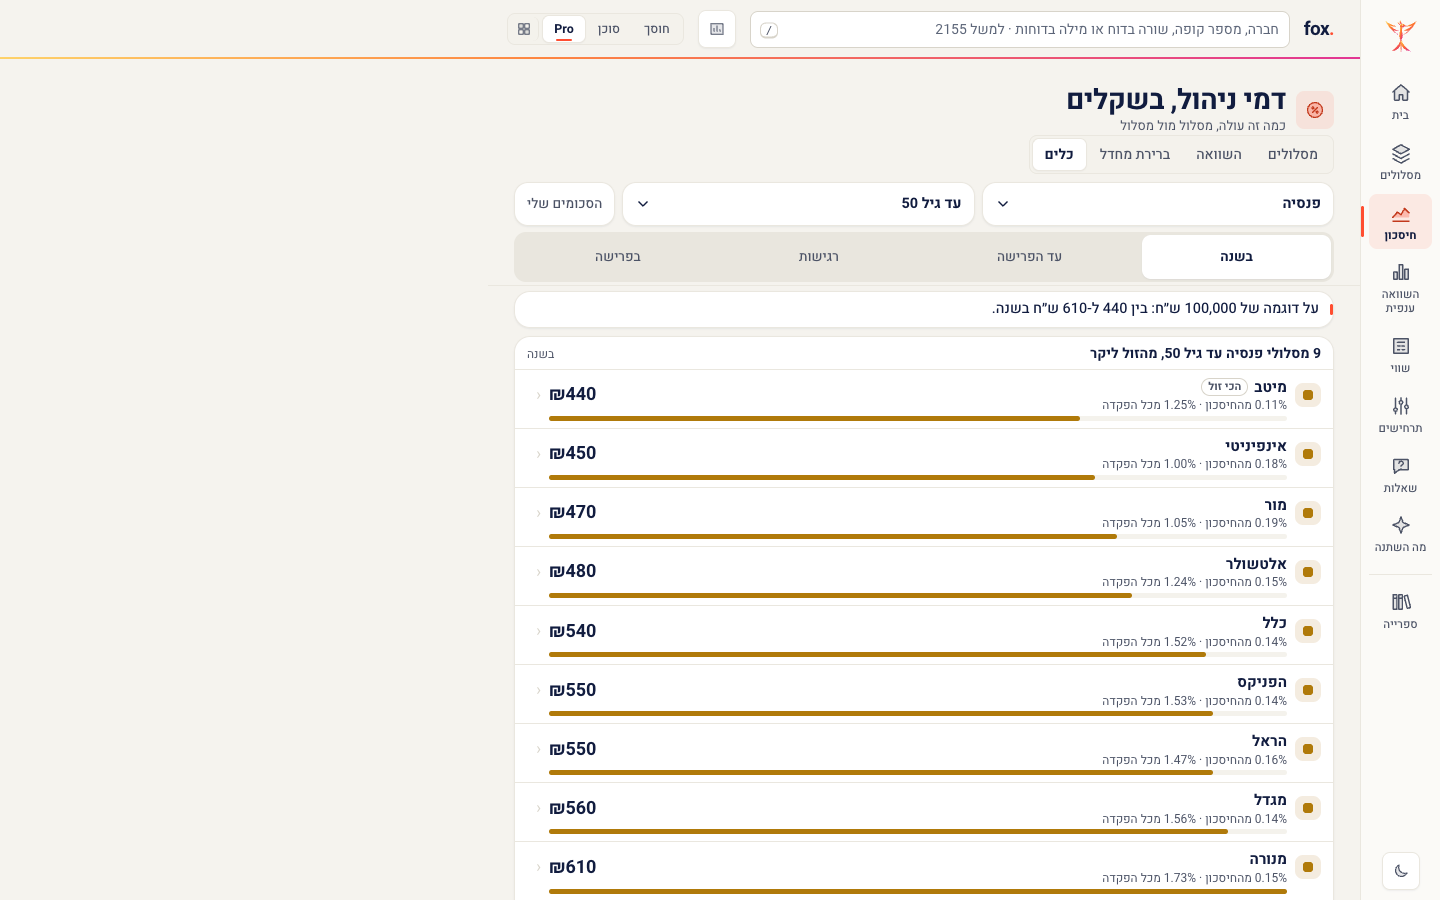 fox.
חברה, מספר קופה, שורה בדוח או מילה בדוחות · למשל 2155
/
חוסך
סוכן
Pro
בית
מסלולים
חיסכון
השוואה
ענפית
שווי
תרחישים
שאלות
מה השתנה
ספרייה
דמי ניהול, בשקלים
כמה זה עולה, מסלול מול מסלול
מסלולים
השוואה
ברירת מחדל
כלים
פנסיה
עד גיל 50
הסכומים שלי
בשנה
עד הפרישה
רגישות
בפרישה
על דוגמה של 100,000 ש״ח: בין 440 ל-610 ש״ח בשנה.
9 מסלולי פנסיה עד גיל 50, מהזול ליקר
בשנה
מיטב הכי זול
₪440
0.11% מהחיסכון · 1.25% מכל הפקדה
אינפיניטי
₪450
0.18% מהחיסכון · 1.00% מכל הפקדה
מור
₪470
0.19% מהחיסכון · 1.05% מכל הפקדה
אלטשולר
₪480
0.15% מהחיסכון · 1.24% מכל הפקדה
כלל
₪540
0.14% מהחיסכון · 1.52% מכל הפקדה
הפניקס
₪550
0.14% מהחיסכון · 1.53% מכל הפקדה
הראל
₪550
0.16% מהחיסכון · 1.47% מכל הפקדה
מגדל
₪560
0.14% מהחיסכון · 1.56% מכל הפקדה
מנורה
₪610
0.15% מהחיסכון · 1.73% מכל הפקדה